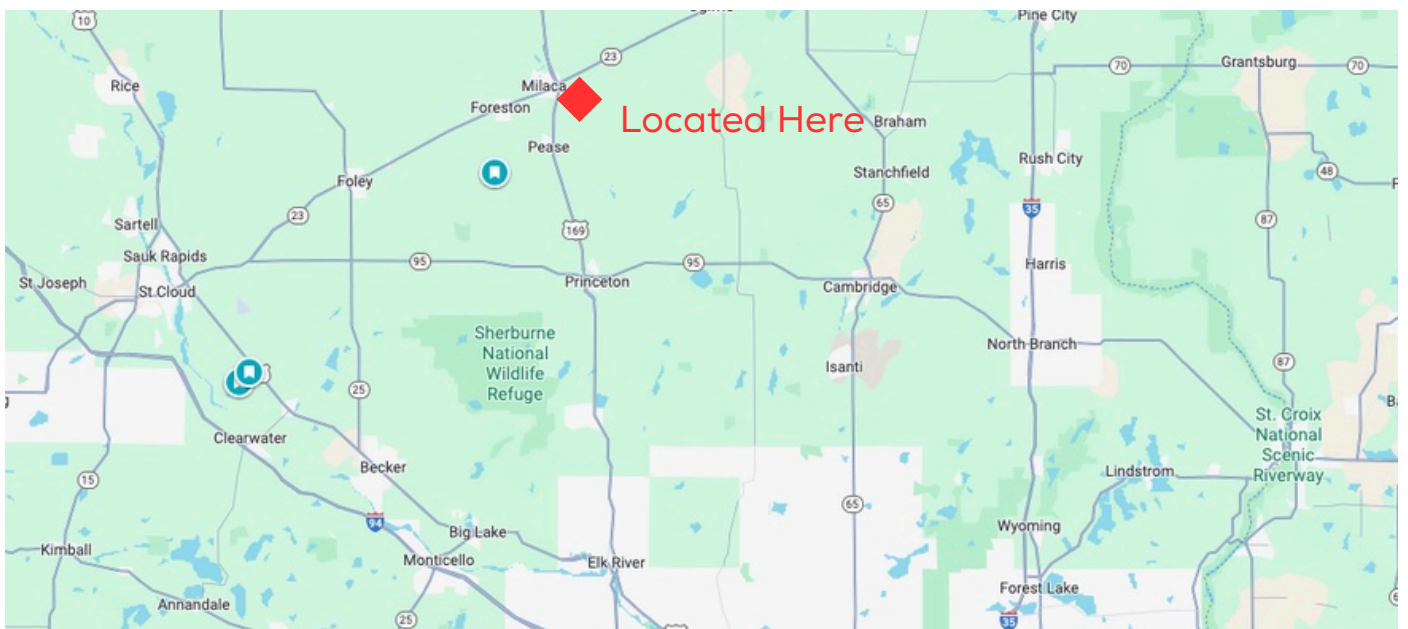 10
Pine City
23
70
Grantsburg
70
Rice
Milaca
Foreston
Located Here
Braham
Pease
Rush City
Stanchfield
48
Foley
65
35
23
87
Sartell
169
Sauk Rapids
95
95
Harris
St Joseph
St.Cloud
Princeton
Cambridge
Sherburne
National
Wildlife
Refuge
North Branch
Isanti
87
25
St. Croix
National
Scenic
Riverway
Clearwater
Becker
Lindstrom
15
65
94
Wyoming
Big Lake
Kimball
Monticello
Elk River
Forest Lake
Annandale
25
35